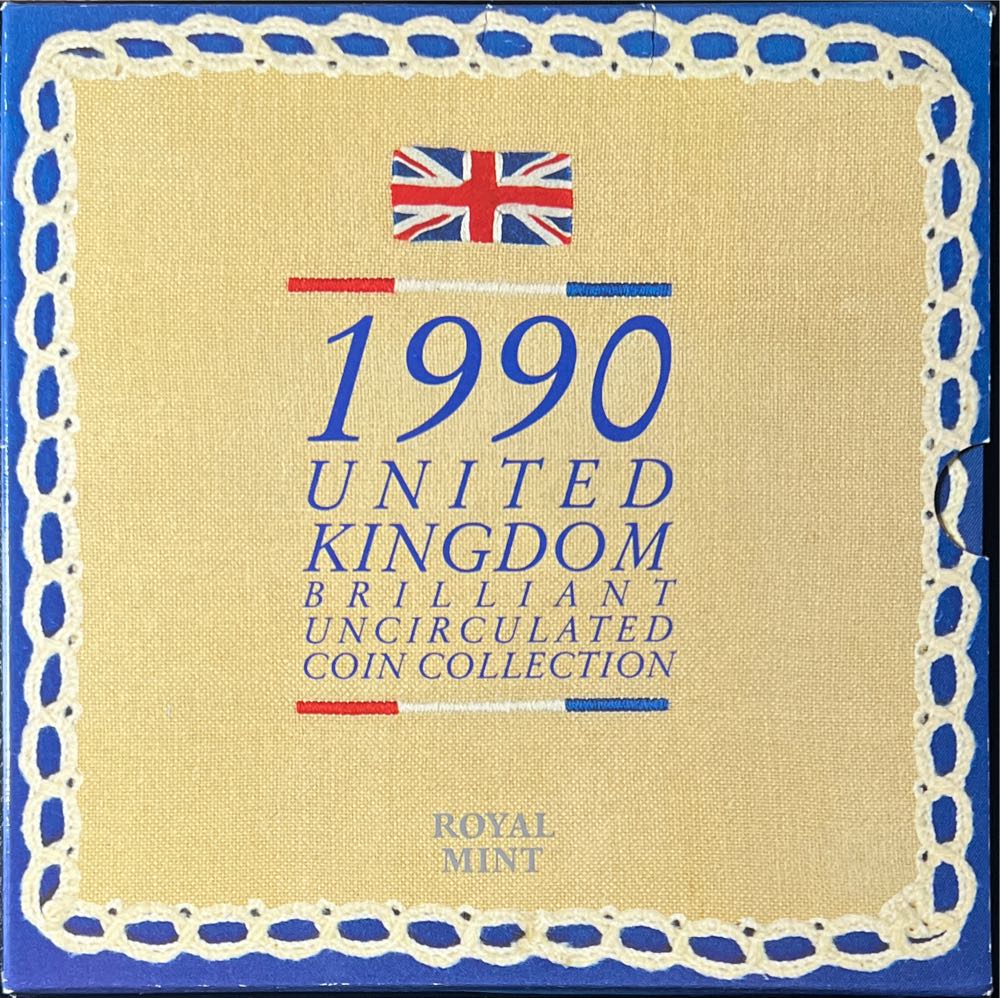 1990
UNITED
KINGDOM
BRILLIANT
UNCIRCULATED
COIN COLLECTION
ROYAL
MINT